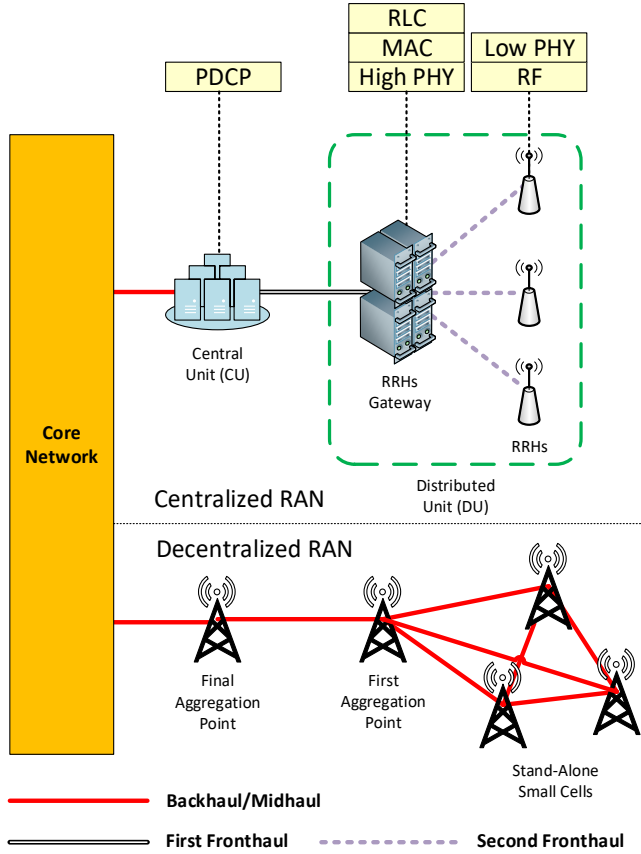 RLC
MAC
High PHY
Low PHY
RF
PDCP
Central
Unit (CU)
RRHs
Gateway
RRHs
Core
Network
Distributed
Unit (DU)
Centralized RAN
Decentralized RAN
Final
Aggregation
Point
First
Aggregation
Point
Stand-Alone
Small Cells
Backhaul/Midhaul
First Fronthaul
Second Fronthaul